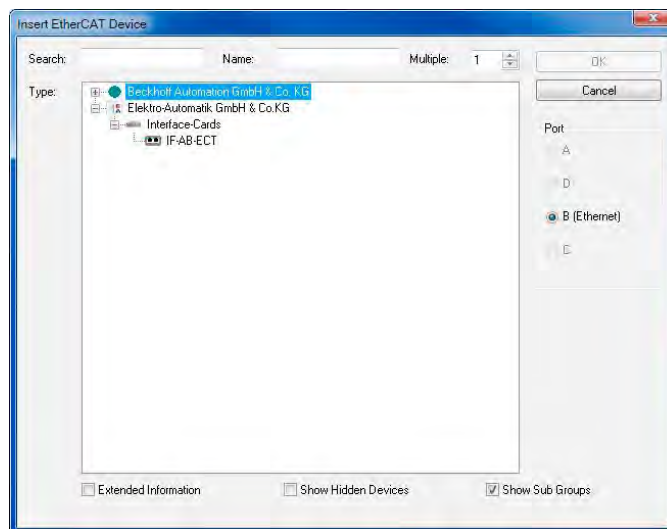 Insert EtherCAT Device
Search: Name: Multiple: 1 OK
Type: Beckhoff Automation GmbH & Co. KG Cancel
Elektro-Automatik GmbH & Co.KG
Interface-Cards Port
IF-AB-ECT A
D
B (Ethernet)
C
Extended Information Show Hidden Devices Show Sub Groups